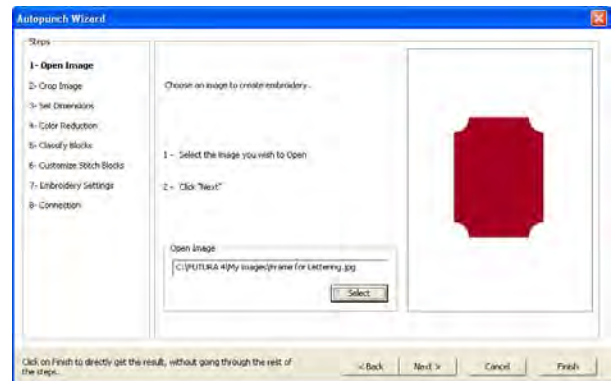 Autopunch Wizard
Steps
1- Open Image
2- Crop Image
3- Set Dimensions
4- Color Reduction
5- Classify Blocks
6- Customize Stitch Blocks
7- Embroidery Settings
8- Connection
Choose an image to create embroidery.
1 - Select the image you wish to Open
2 - Click "Next"
Open Image
C:\FUTURA 4\My Images\Frame for Lettering.jpg
Select
Click on Finish to directly get the result, without going through the rest of
the steps.
< Back
Next >
Cancel
Finish